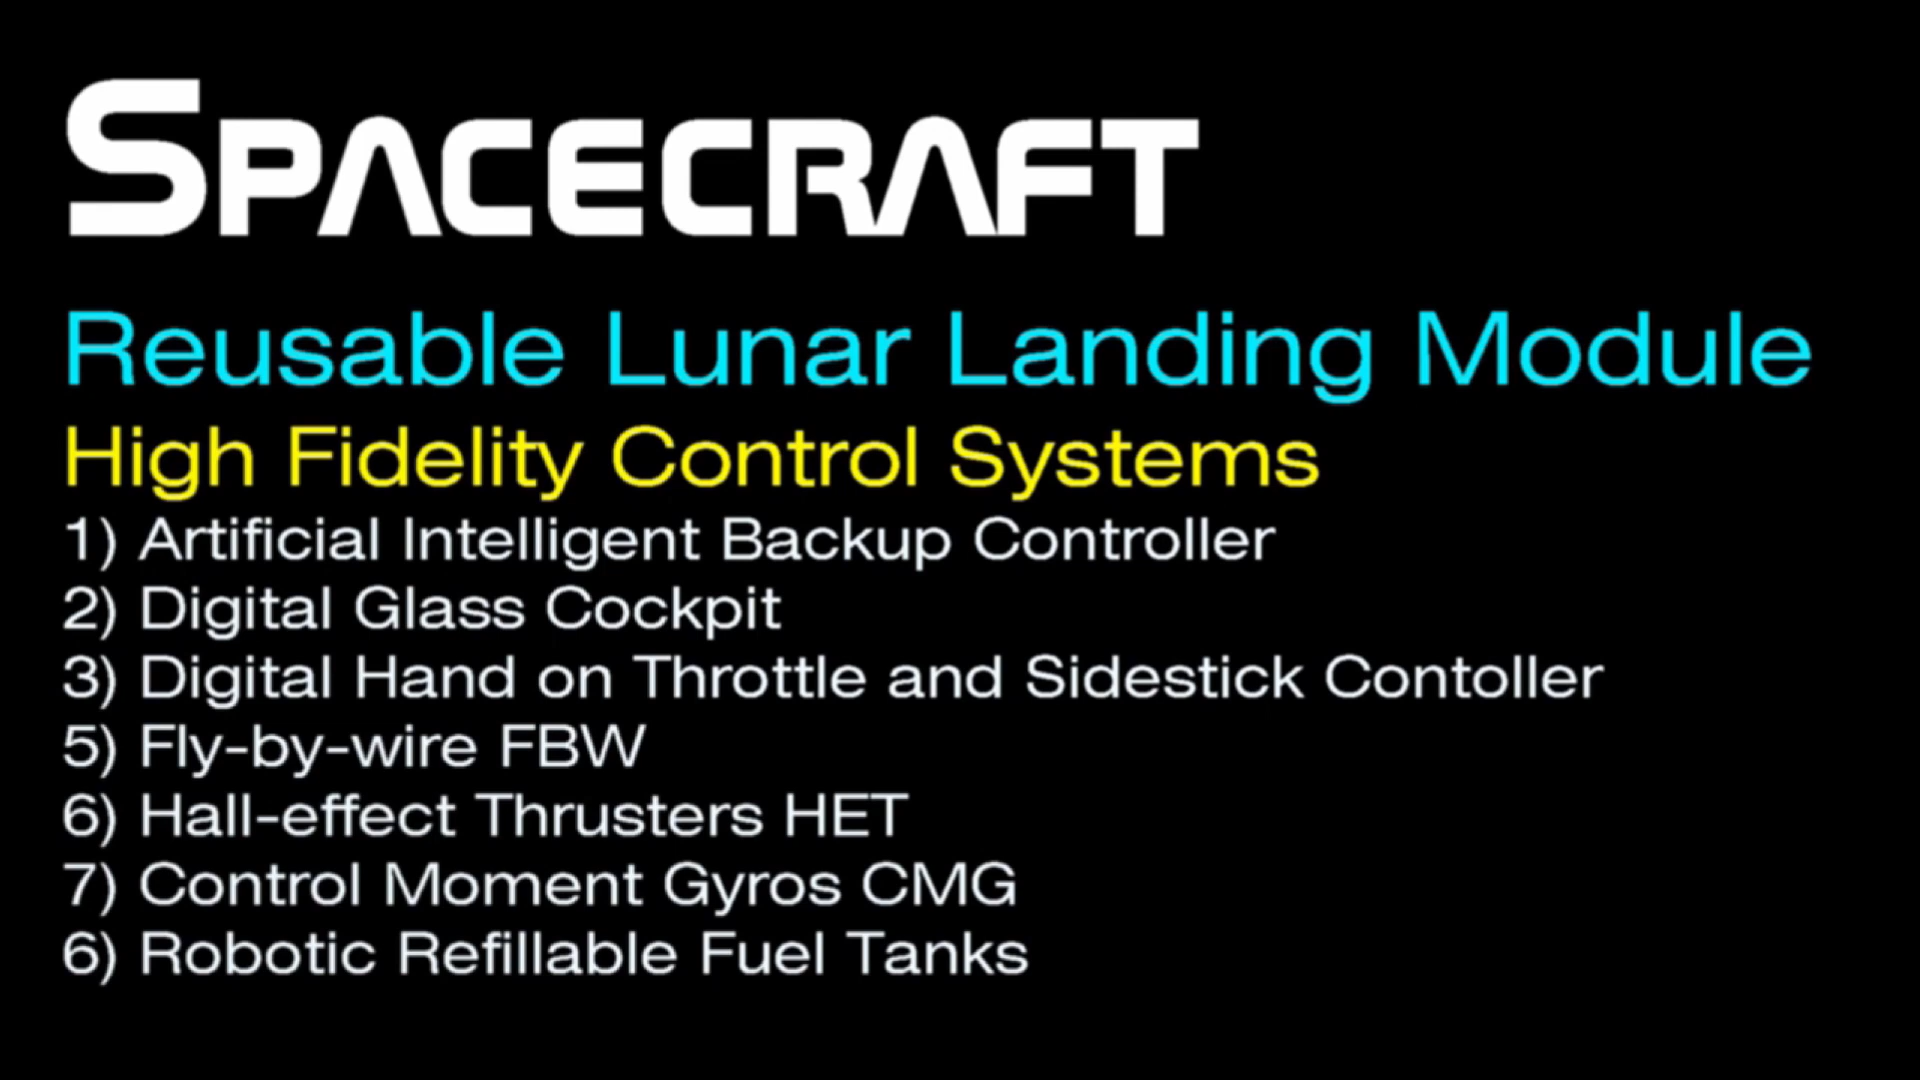 SPACECRAFT
Reusable Lunar Landing Module
High Fidelity Control Systems
1) Artificial Intelligent Backup Controller
2) Digital Glass Cockpit
3) Digital Hand on Throttle and Sidestick Contoller
5) Fly-by-wire FBW
6) Hall-effect Thrusters HET
7) Control Moment Gyros CMG
6) Robotic Refillable Fuel Tanks